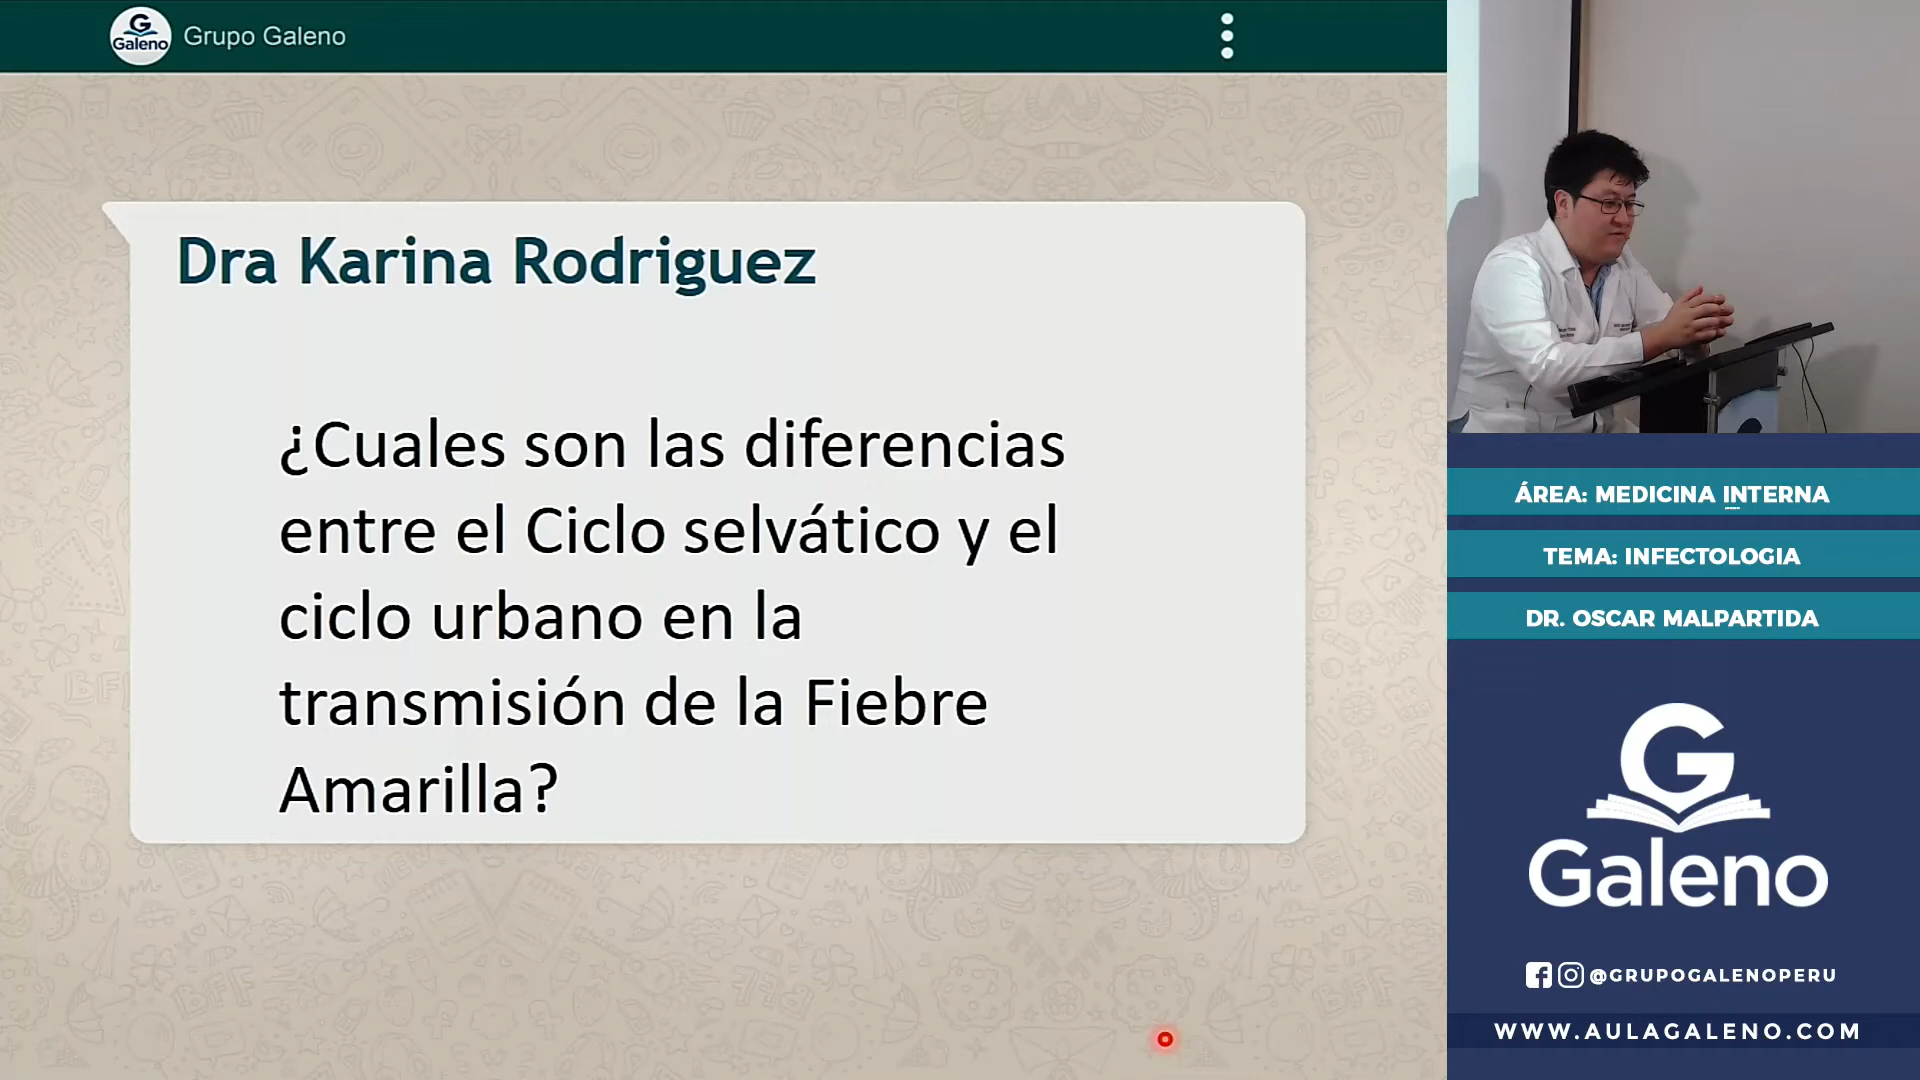 Galeno
Grupo Galeno
Dra Karina Rodriguez
¿Cuales son las diferencias
entre el Ciclo selvático y el
ciclo urbano en la
transmisión de la Fiebre
Amarilla?
ÁREA: MEDICINA INTERNA
TEMA: INFECTOLOGIA
DR. OSCAR MALPARTIDA
Galeno
@GRUPOGALENOPERU
WWW.AULAGALENO.COM